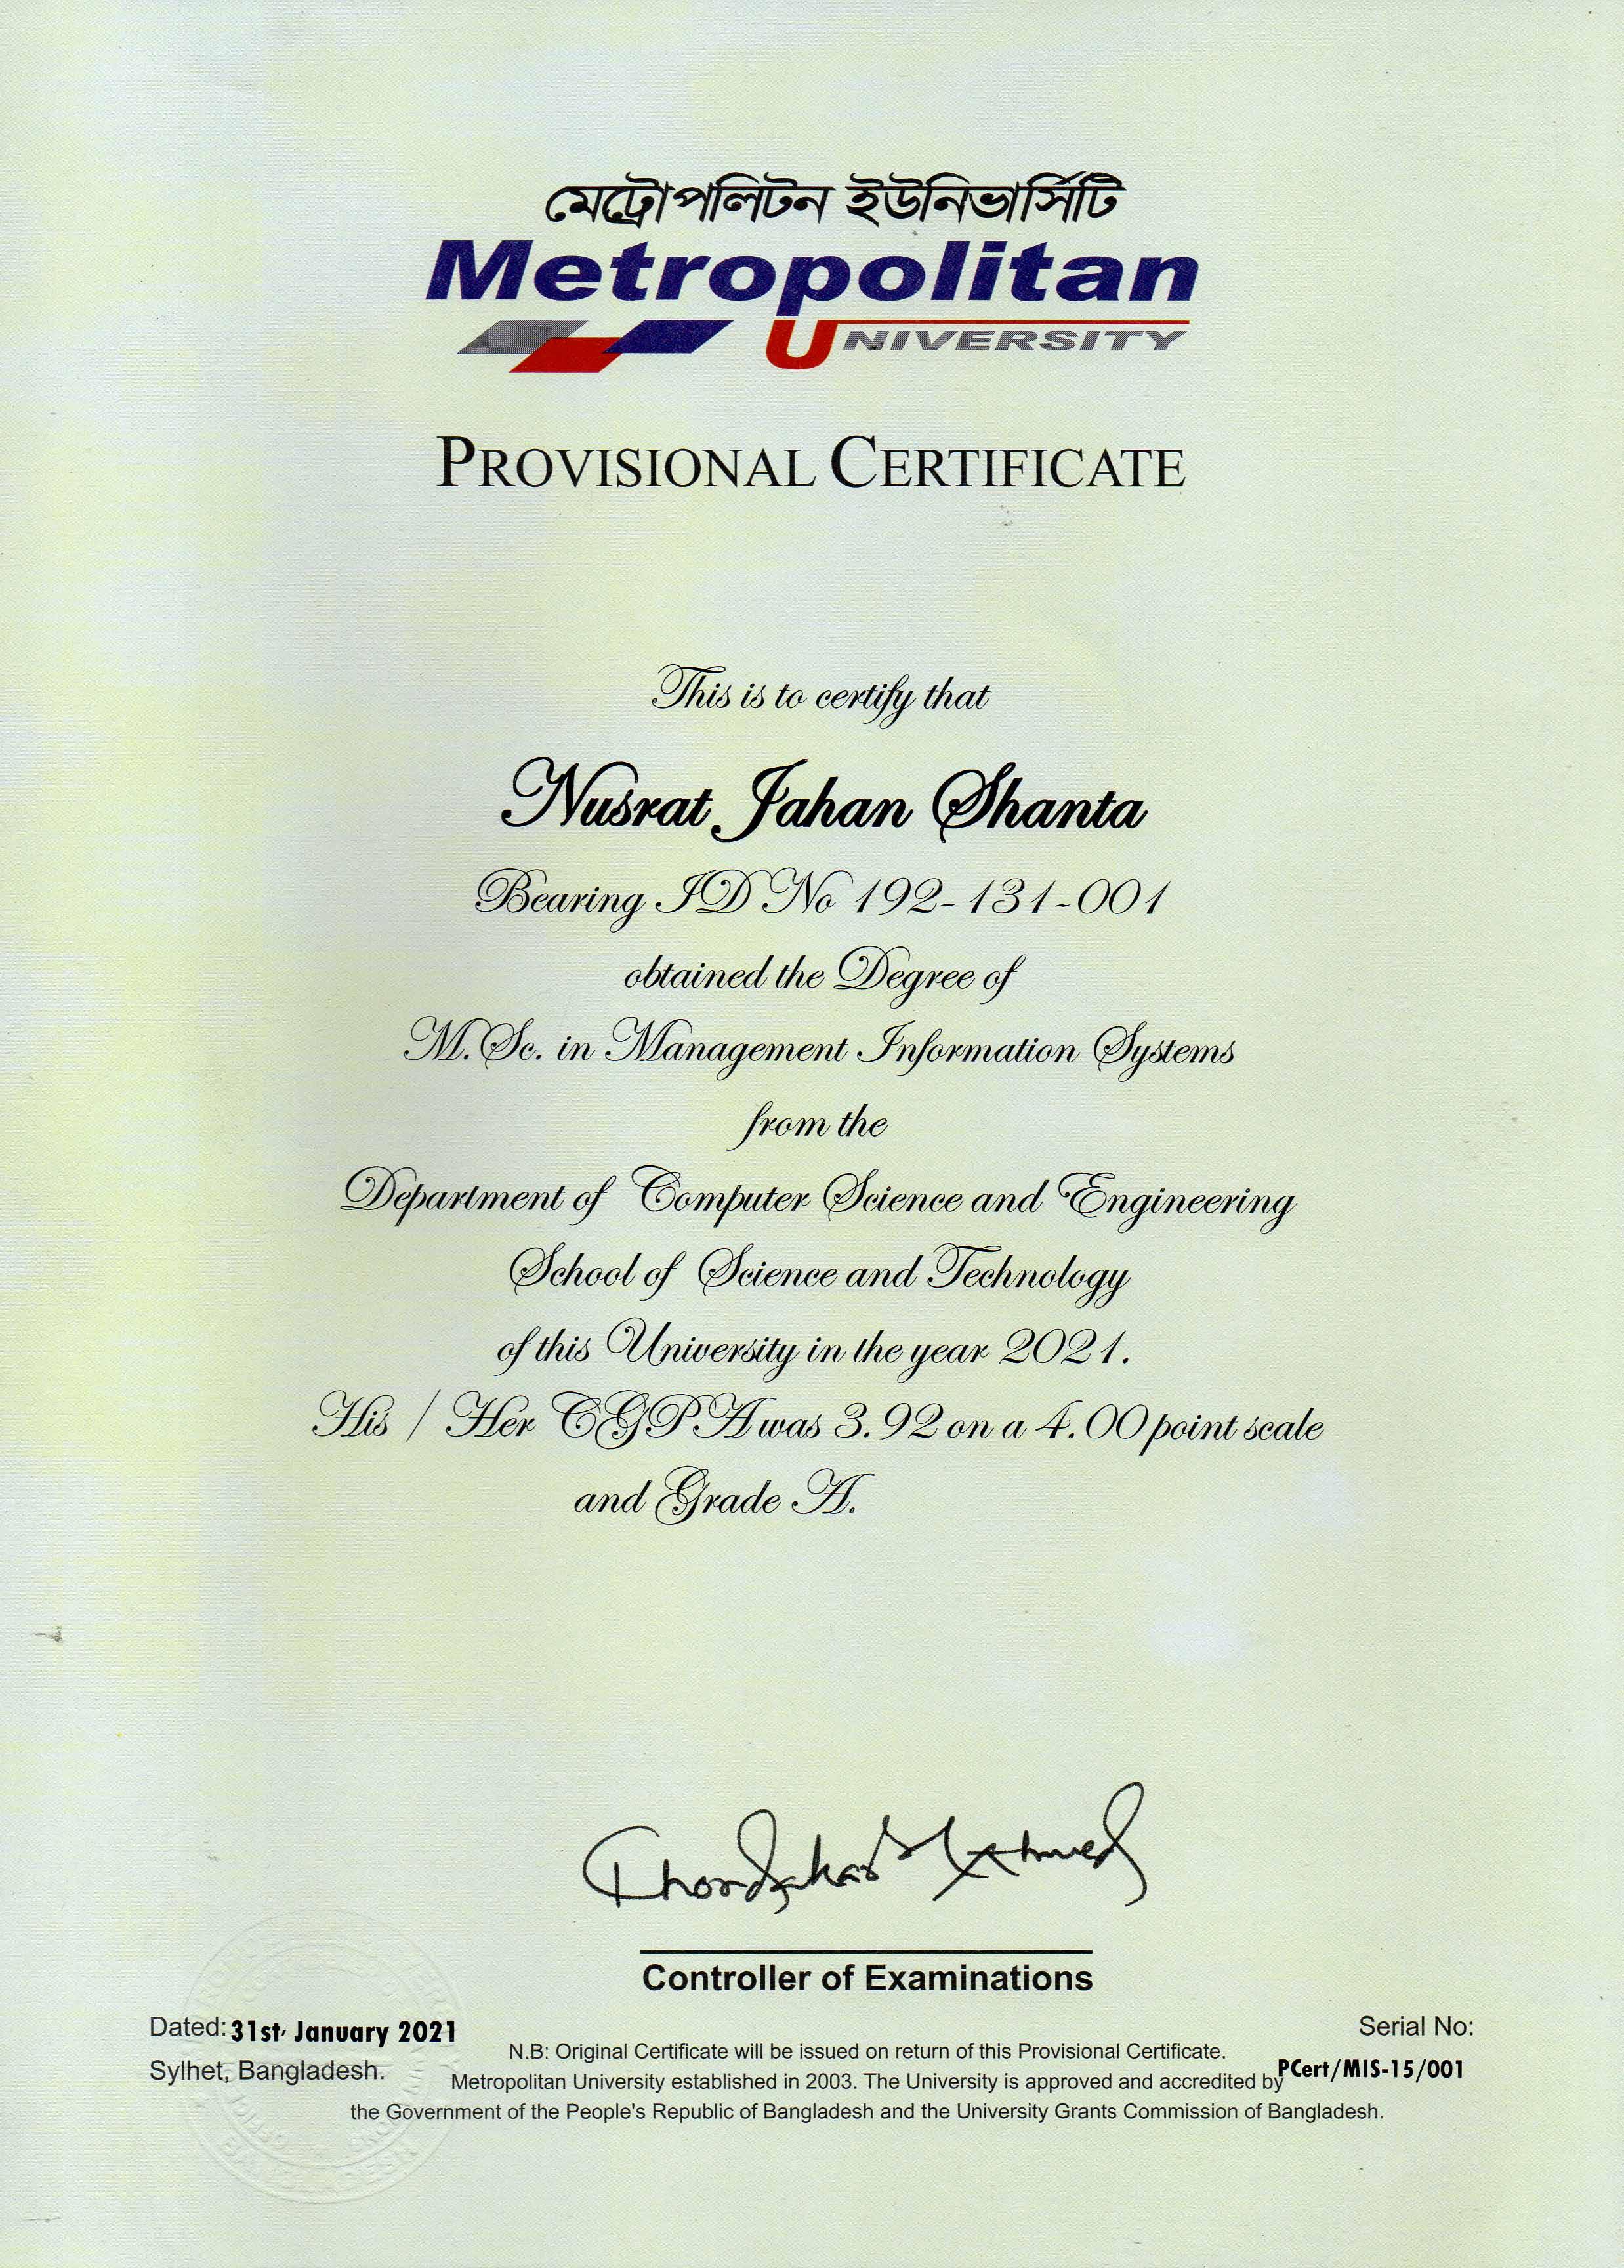 মেট্রোপলিটন ইউনিভার্সিটি
Metropolitan
UNIVERSITY
PROVISIONAL CERTIFICATE
This is to certify that
Nusrat Jahan Shanta
Bearing ID No 192-131-001
obtained the Degree of
M.Sc. in Management Information Systems
from the
Department of Computer Science and Engineering
School of Science and Technology
of this University in the year 2021.
His / Her CGPA was 3.92 on a 4.00 point scale
and Grade A.
Controller of Examinations
Dated: 31st, January 2021
Sylhet, Bangladesh.
N.B: Original Certificate will be issued on return of this Provisional Certificate.
Metropolitan University established in 2003. The University is approved and accredited by
the Government of the People's Republic of Bangladesh and the University Grants Commission of Bangladesh.
Serial No:
PCert/MIS-15/001
BANGLADESH